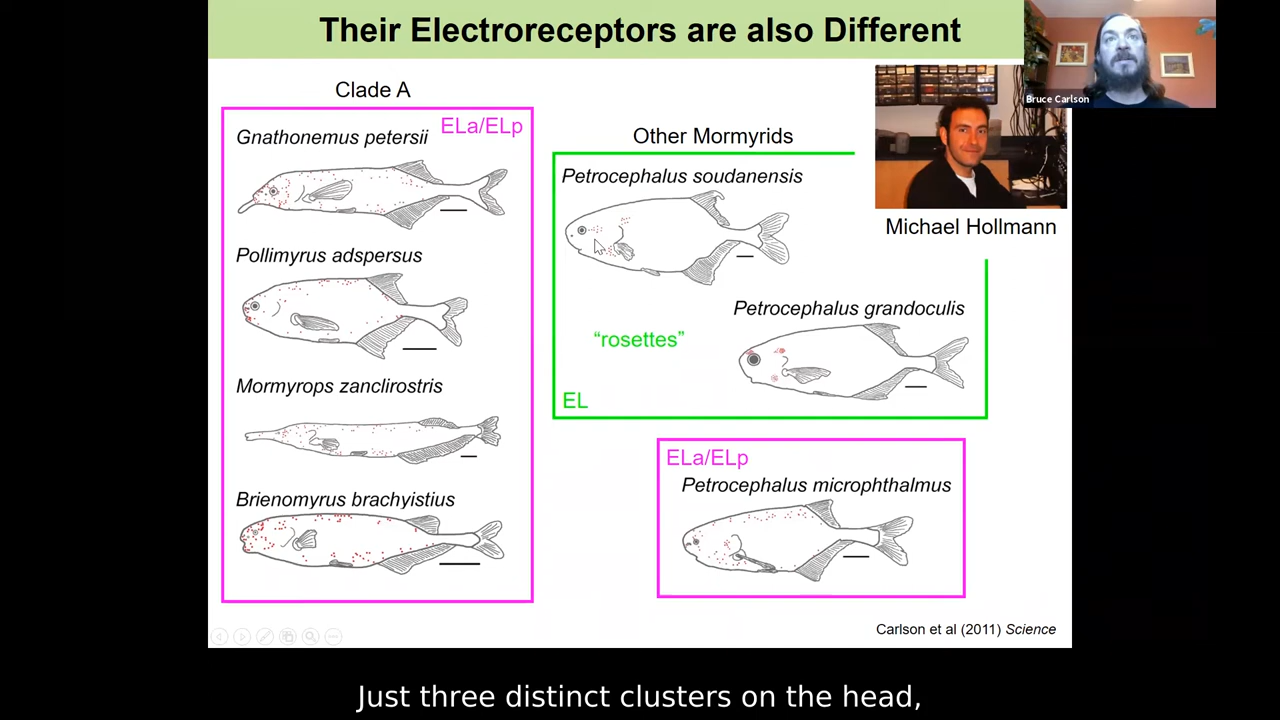 Their Electroreceptors are also Different
Bruce Carlson
Clade A
ELa/ELp
Gnathonemus petersii
Pollimyrus adspersus
Mormyrops zanclirostris
Brienomyrus brachyistius
Other Mormyrids
Petrocephalus soudanensis
Michael Hollmann
Petrocephalus grandoculis
“rosettes”
EL
ELa/ELp
Petrocephalus microphthalmus
Carlson et al (2011) Science
Just three distinct clusters on the head,